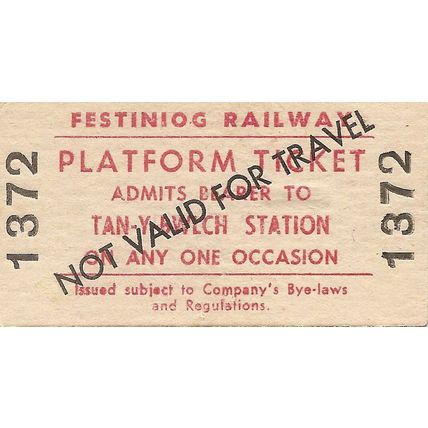 FESTINIOG RAILWAY
PLATFORM TICKET
ADMITS BEARER TO
TAN-Y-BWLCH STATION
ON ANY ONE OCCASION
Issued subject to Company's Bye-laws
and Regulations.
NOT VALID FOR TRAVEL
1372
1372